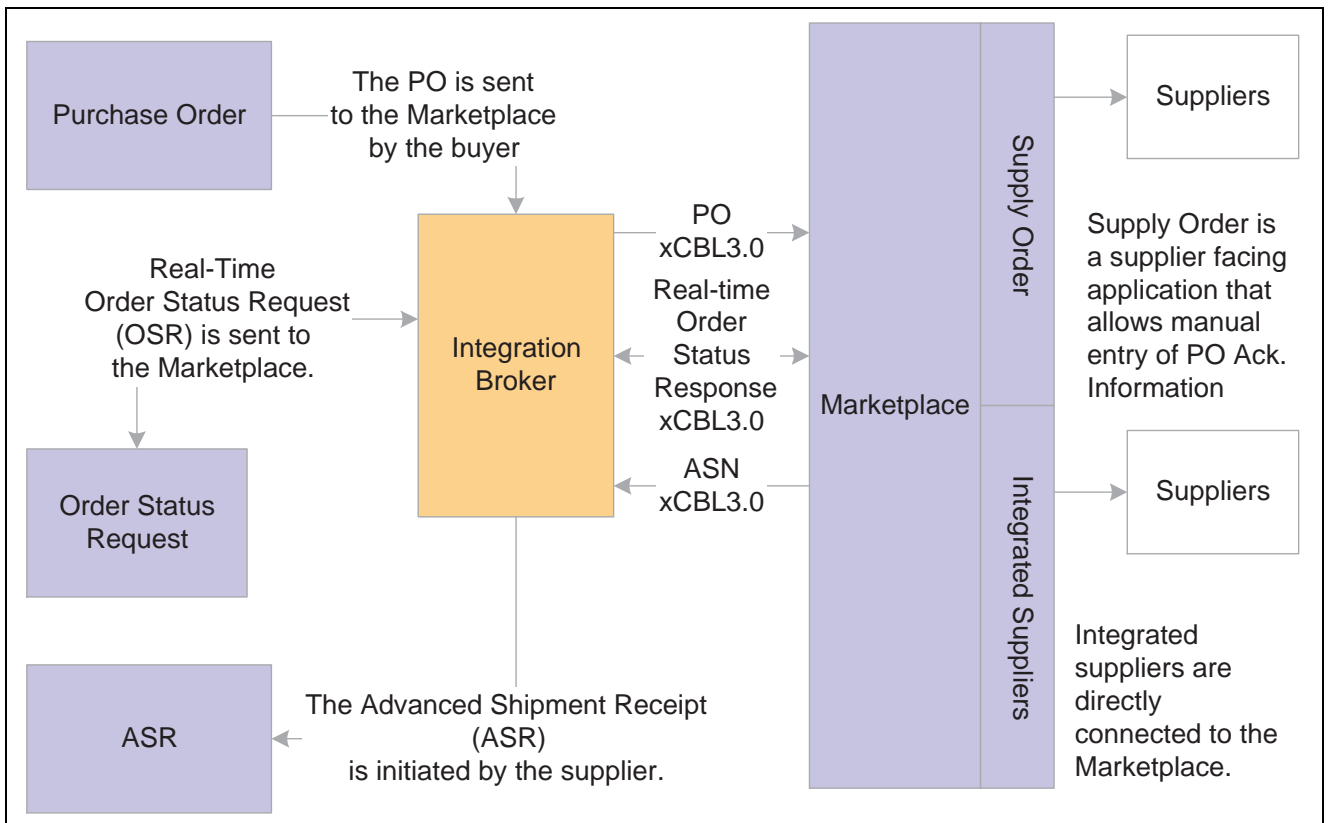 Purchase Order
The PO is sent
to the Marketplace
by the buyer
Real-Time
Order Status Request
(OSR) is sent to
the Marketplace.
Order Status
Request
ASR
The Advanced Shipment Receipt
(ASR)
is initiated by the supplier.
Integration
Broker
PO
xCBL3.0
Real-time
Order
Status
Response
xCBL3.0
ASN
xCBL3.0
Marketplace
Supply Order
Integrated Suppliers
Suppliers
Supply Order is
a supplier facing
application that
allows manual
entry of PO Ack.
Information
Suppliers
Integrated
suppliers are
directly
connected to the
Marketplace.